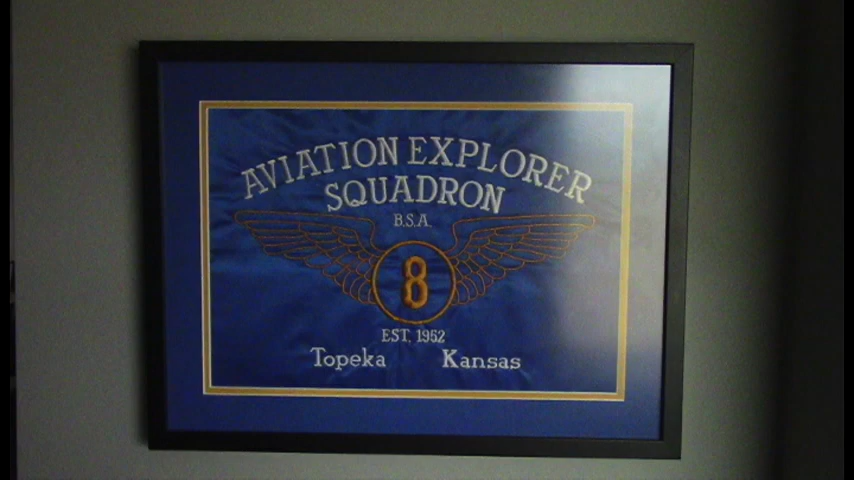 AVIATION EXPLORER
SQUADRON
B.S.A.
8
EST. 1952
Topeka Kansas